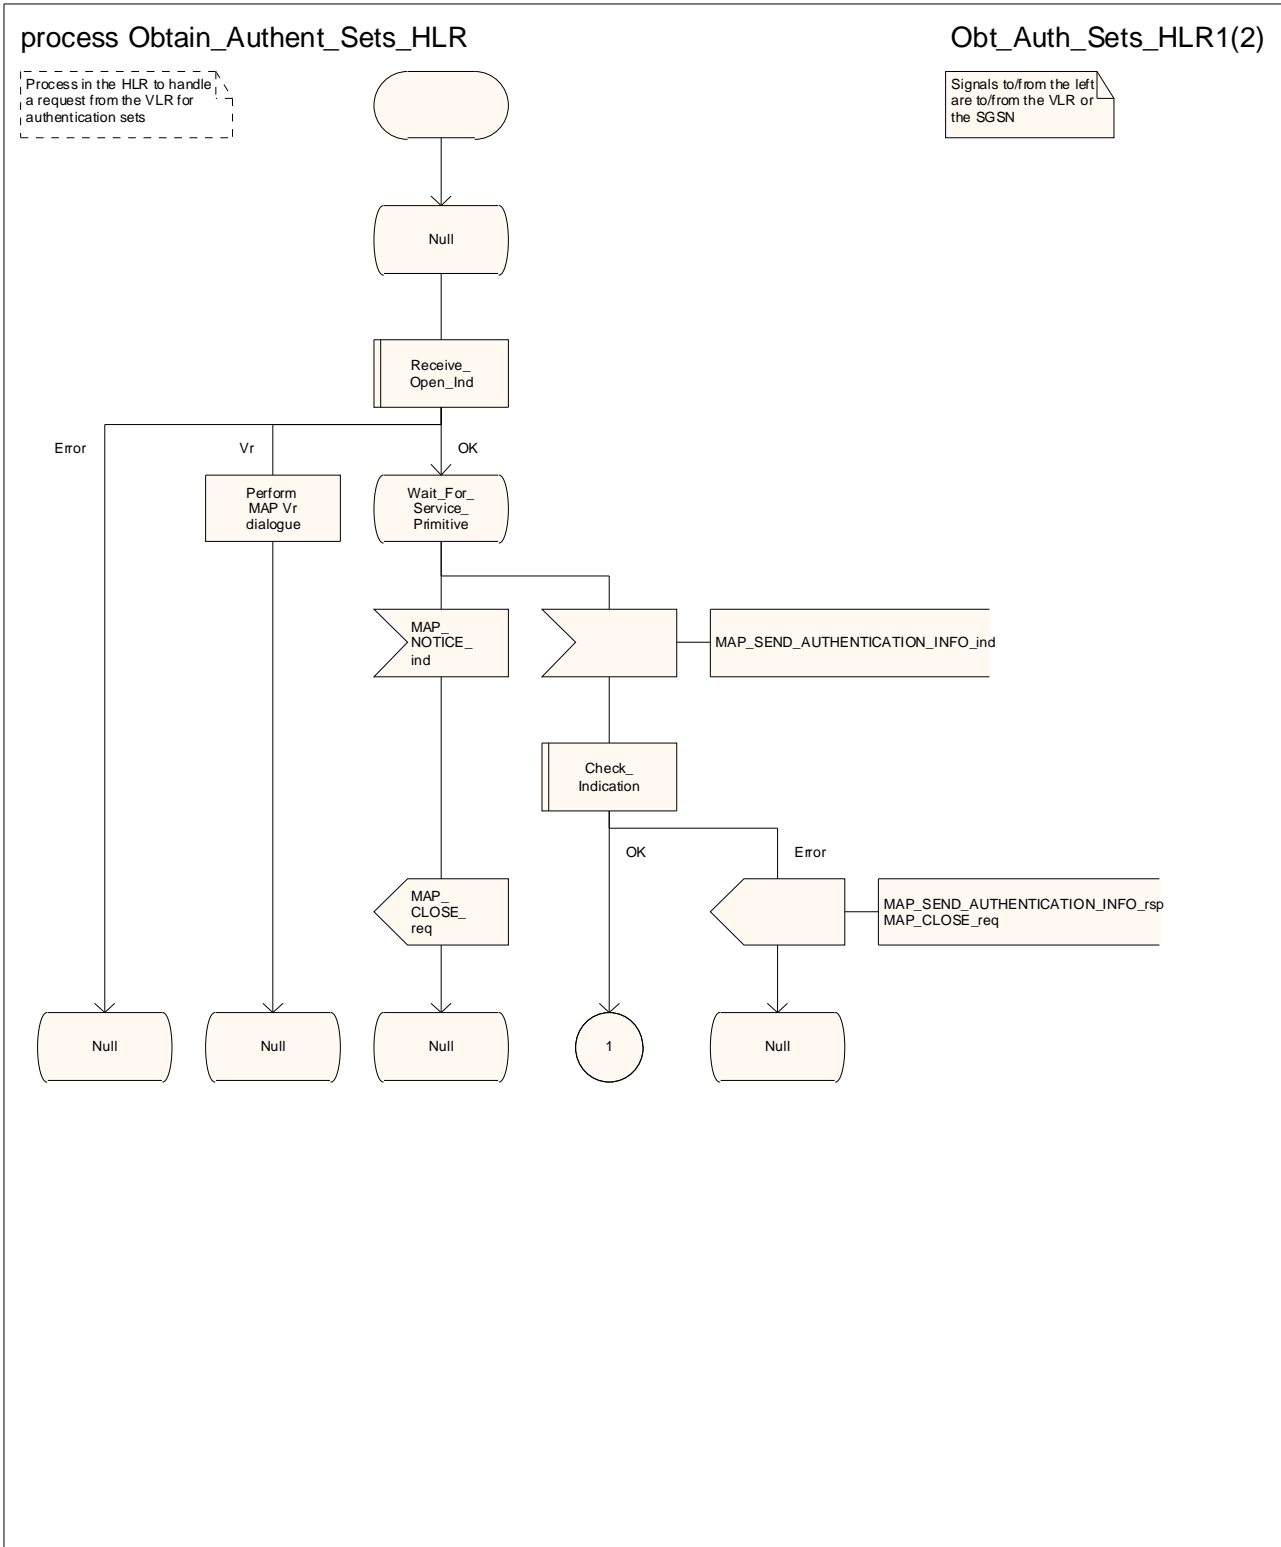 process Obtain_Authent_Sets_HLR
Obt_Auth_Sets_HLR1(2)
Process in the HLR to handle
a request from the VLR for
authentication sets
Signals to/from the left
are to/from the VLR or
the SGSN
Null
Receive_
Open_Ind
Error
Vr
OK
Perform
MAP Vr
dialogue
Wait_For_
Service_
Primitive
MAP_
NOTICE_
ind
MAP_SEND_AUTHENTICATION_INFO_ind
Check_
Indication
OK
Error
MAP_
CLOSE_
req
MAP_SEND_AUTHENTICATION_INFO_rsp
MAP_CLOSE_req
Null
Null
Null
1
Null